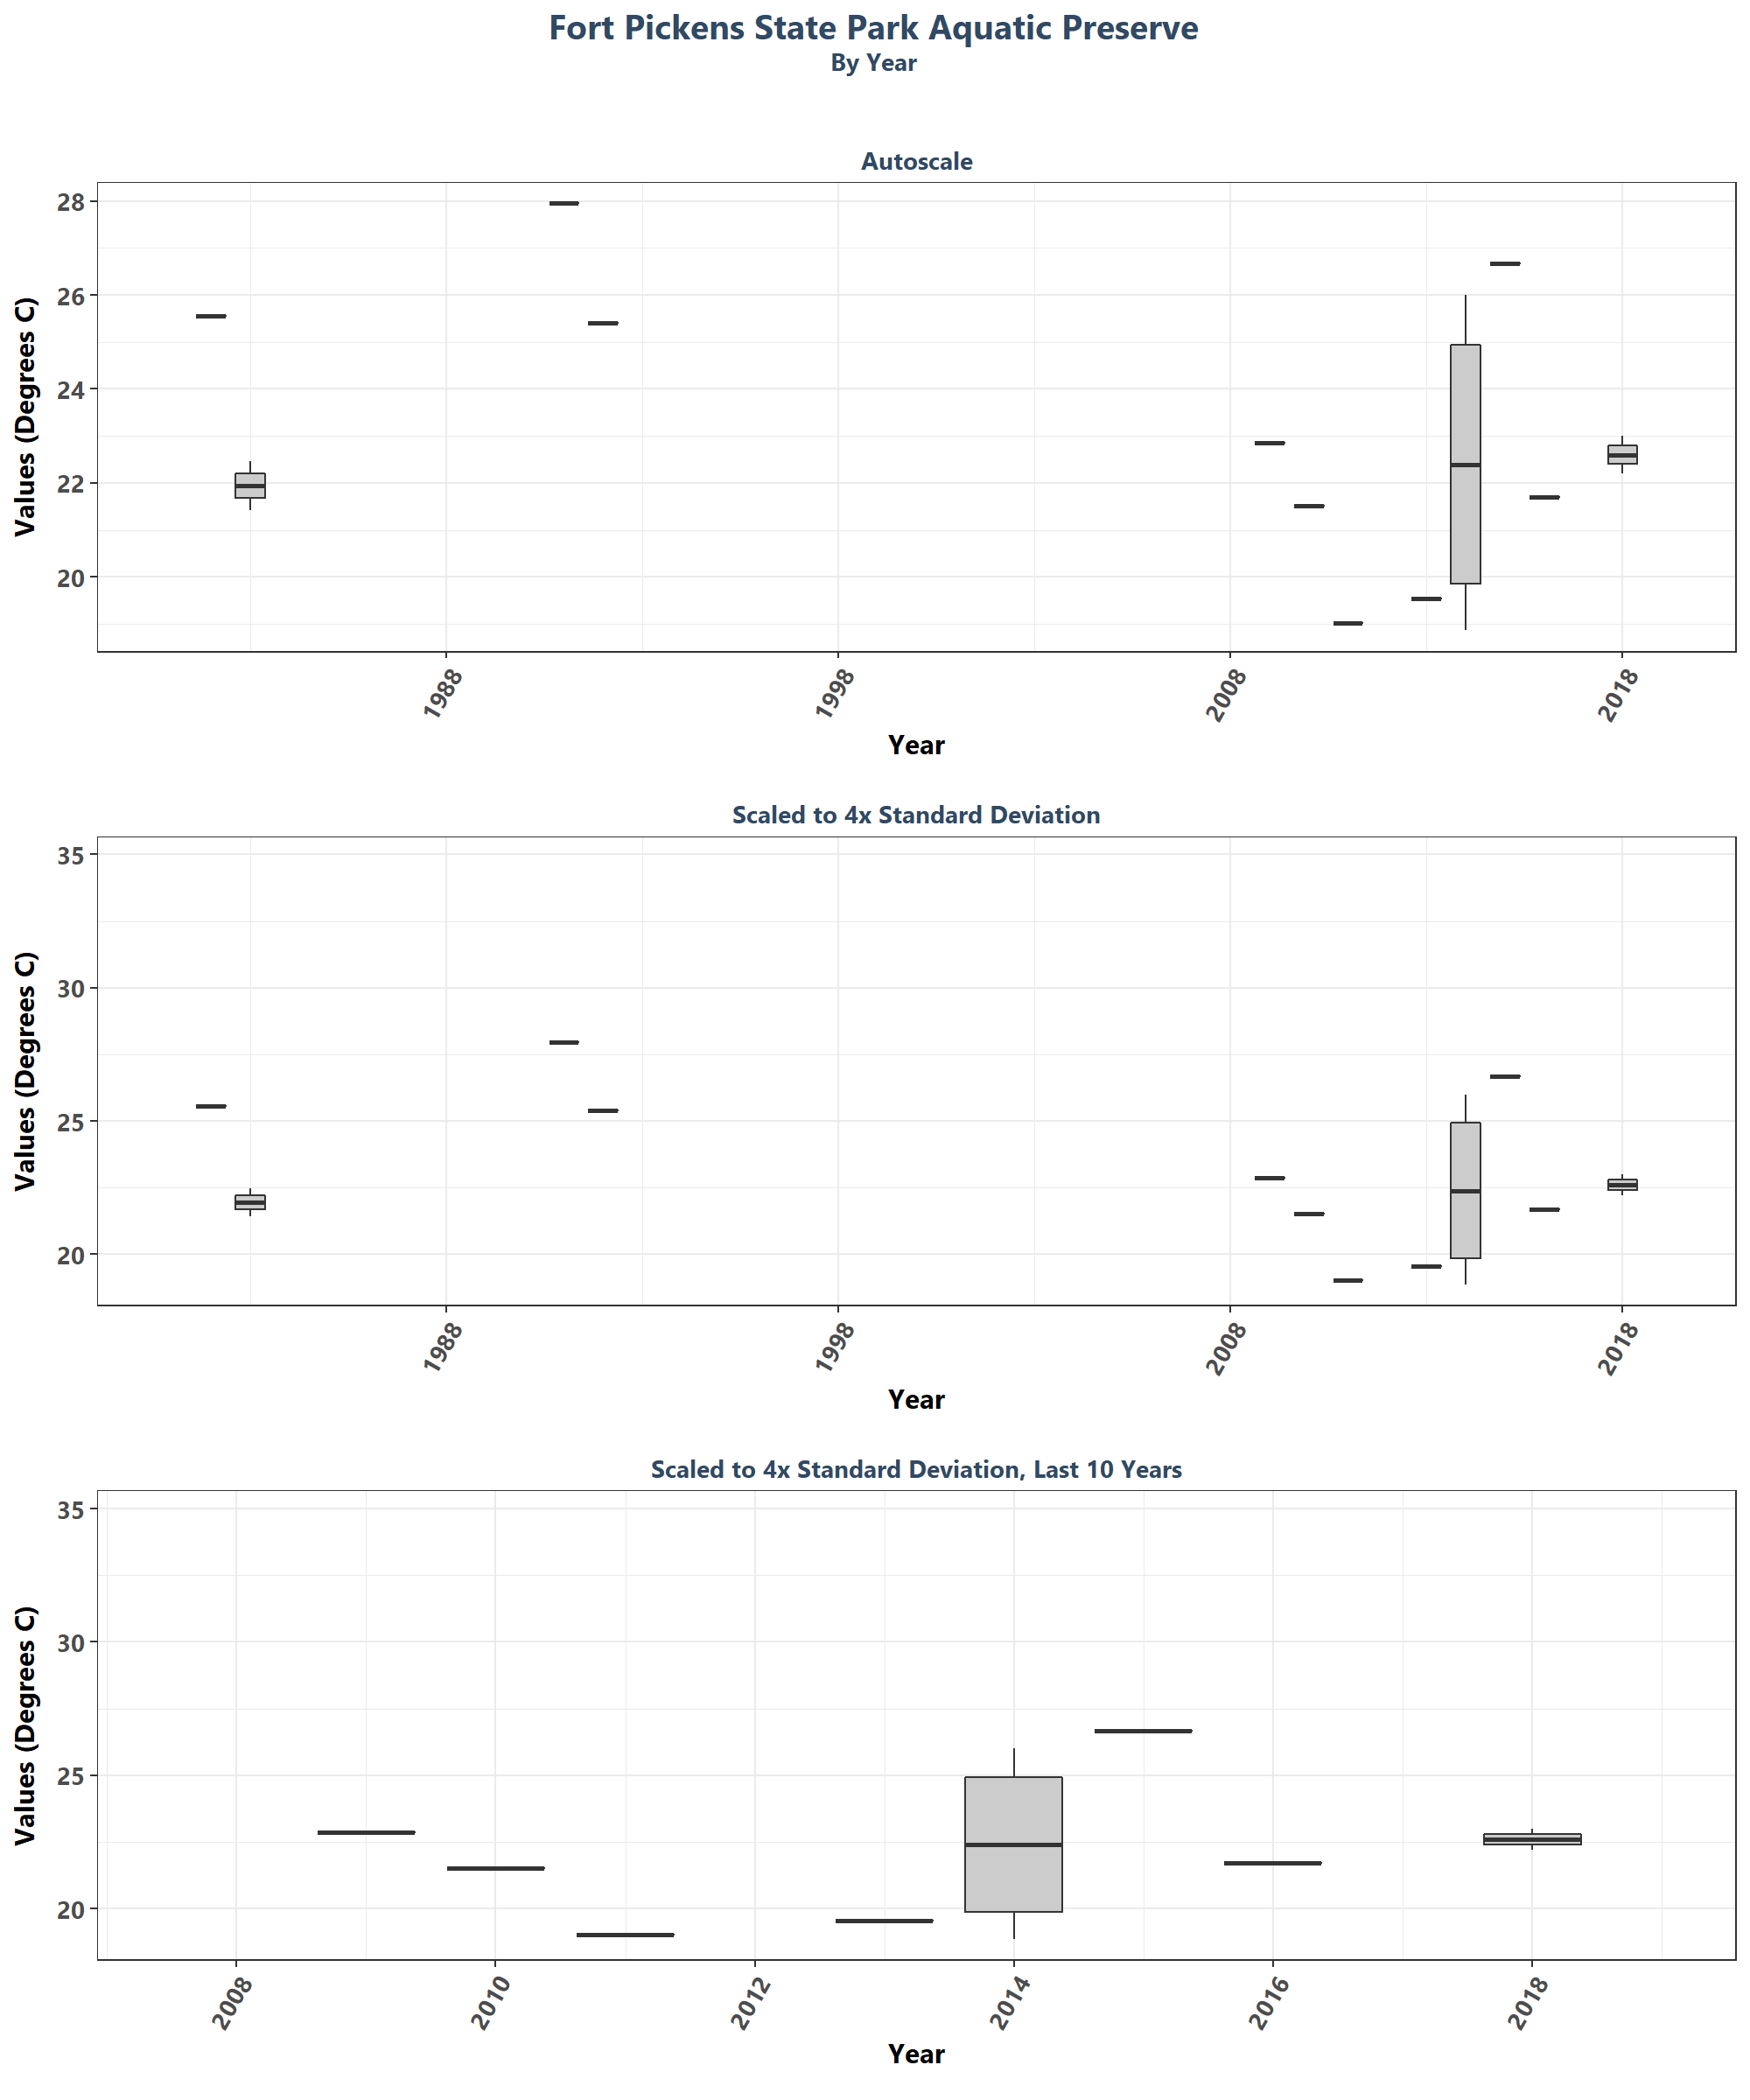 Fort Pickens State Park Aquatic Preserve
By Year
Autoscale
Values (Degrees C)
28
26
24
22
20
1988
1998
2008
2018
Year
Scaled to 4x Standard Deviation
Values (Degrees C)
35
30
25
20
1988
1998
2008
2018
Year
Scaled to 4x Standard Deviation, Last 10 Years
Values (Degrees C)
35
30
25
20
2008
2010
2012
2014
2016
2018
Year